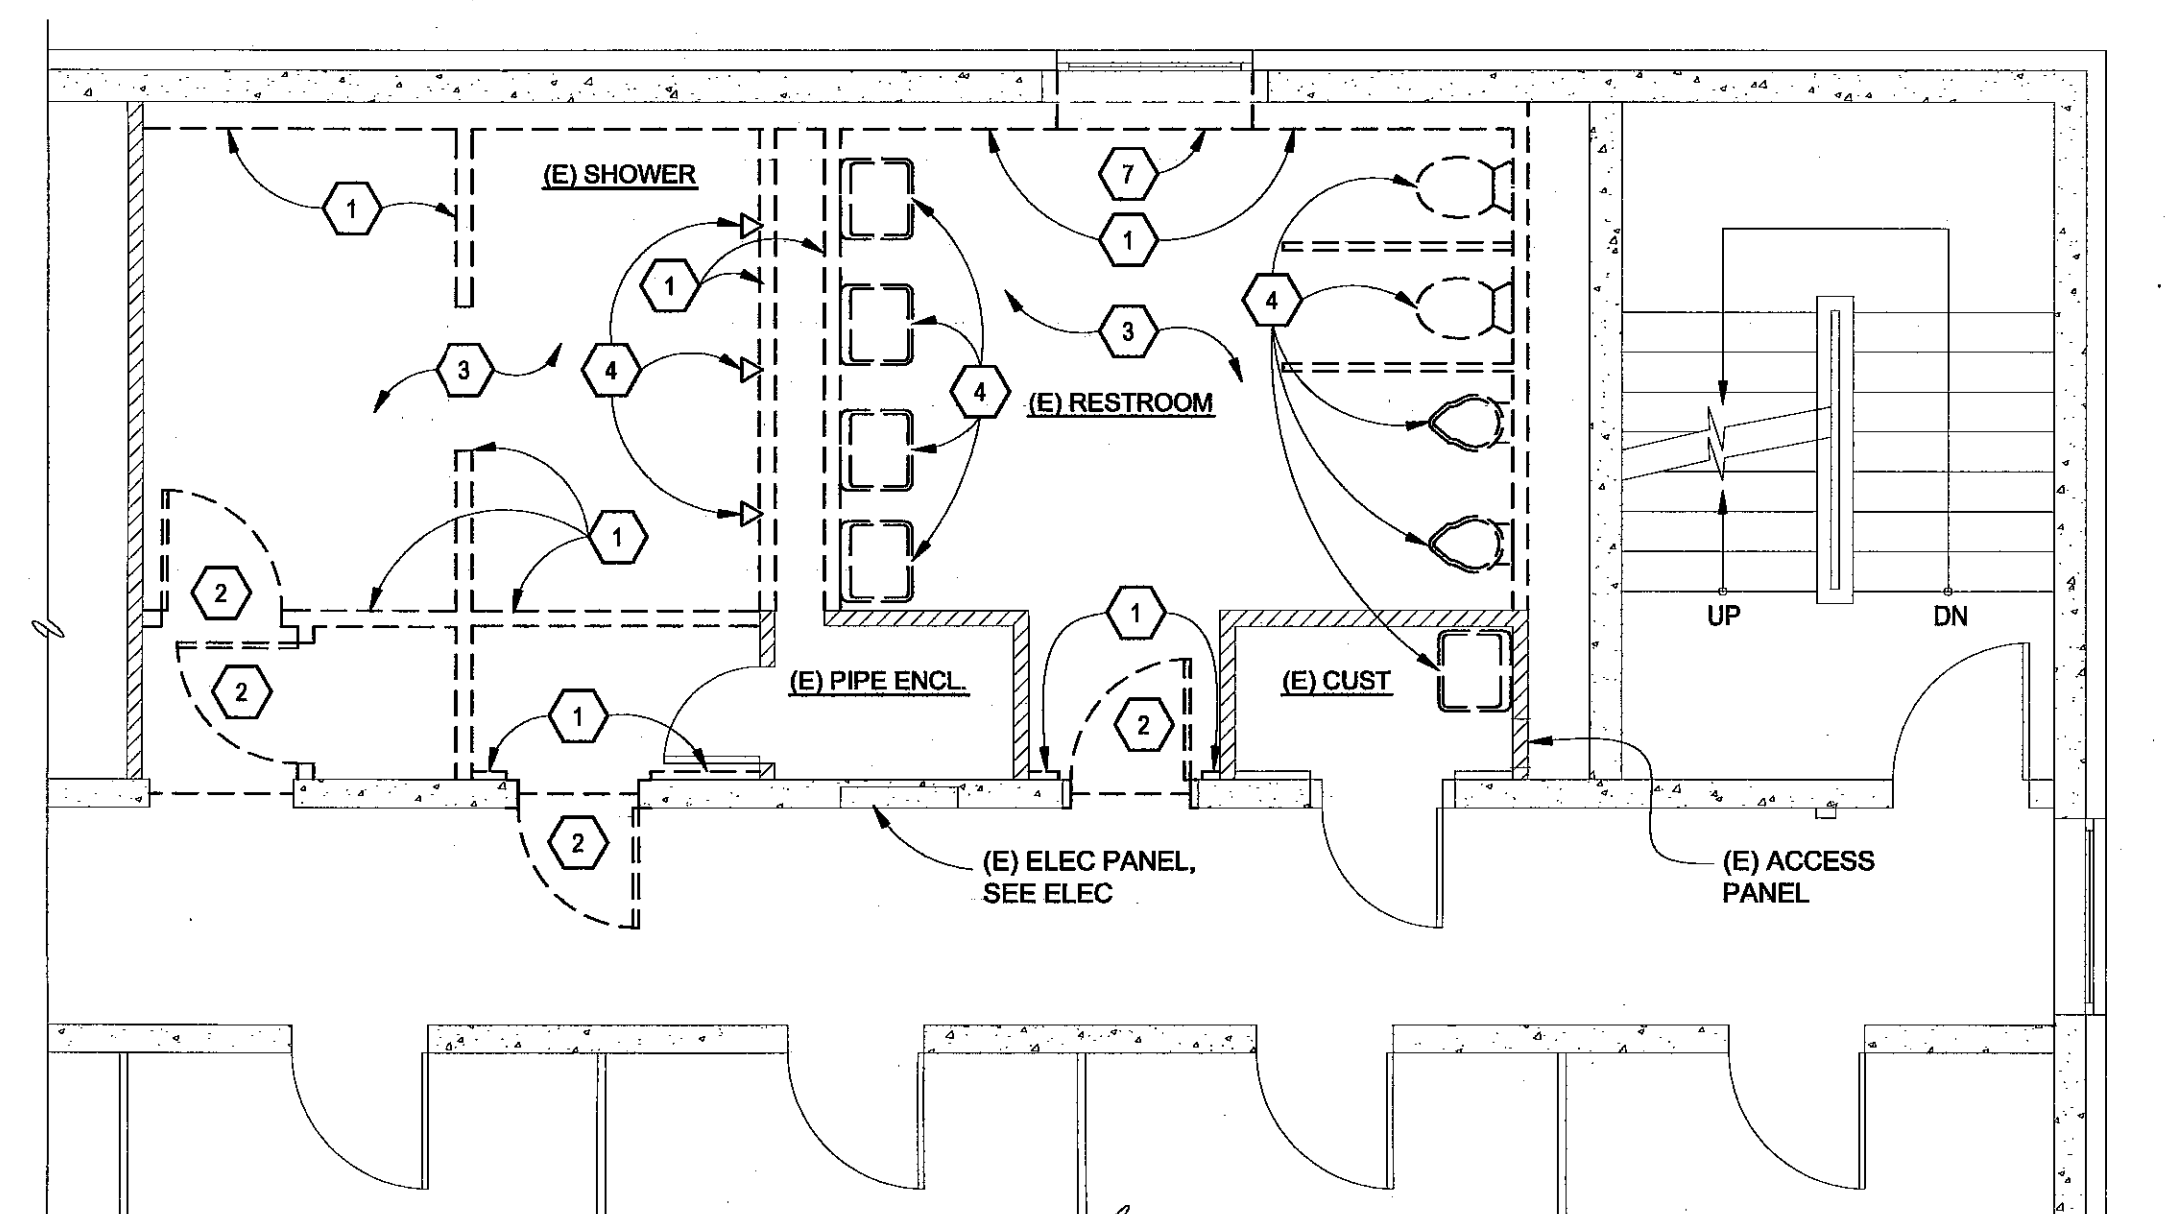 (E) SHOWER
7
1
1
1
4
3
3
4
4
(E) RESTROOM
1
2
1
UP
DN
2
(E) PIPE ENCL.
(E) CUST
1
2
2
(E) ELEC PANEL,
SEE ELEC
(E) ACCESS
PANEL